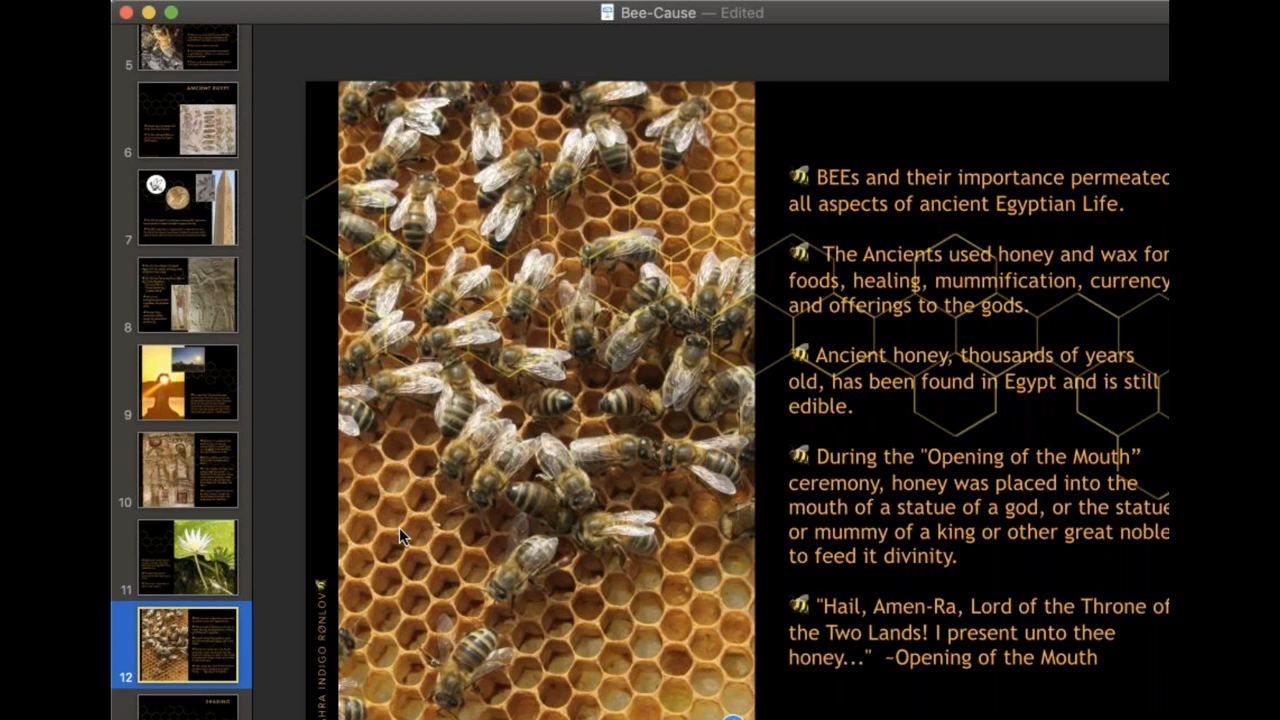 Bee-Cause — Edited
5
6
ANCIENT EGYPT
7
8
9
10
11
12
INDIGO RØNLOV
BEEs and their importance permeated
all aspects of ancient Egyptian Life.
The Ancients used honey and wax for
foods, healing, mummification, currency
and offerings to the gods.
Ancient honey, thousands of years
old, has been found in Egypt and is still
edible.
During the "Opening of the Mouth”
ceremony, honey was placed into the
mouth of a statue of a god, or the statue
or mummy of a king or other great noble
to feed it divinity.
"Hail, Amen-Ra, Lord of the Throne of
the Two Lands! I present unto thee
honey..." ~Opening of the Mouth